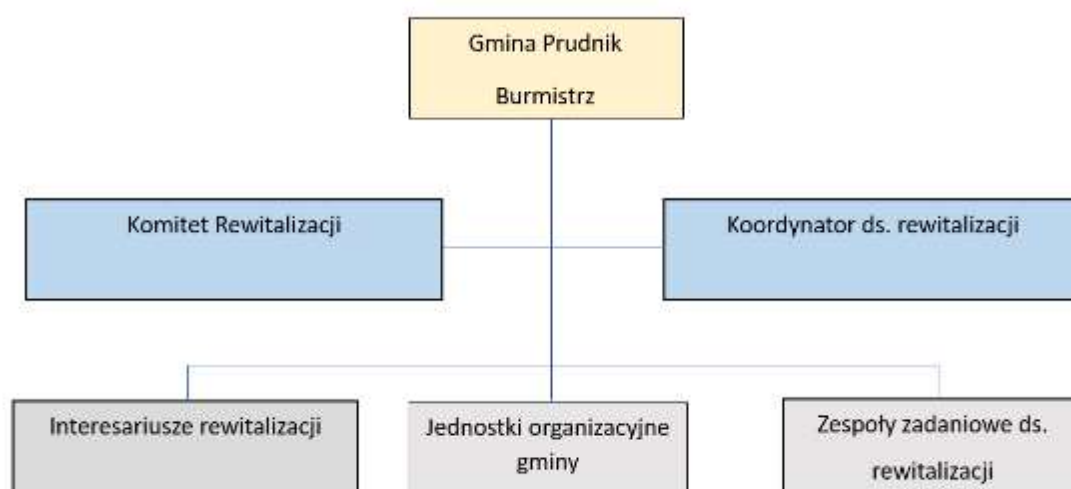 Gmina Prudnik
Burmistrz
Komitet Rewitalizacji
Koordynator ds. rewitalizacji
Interesariusze rewitalizacji
Jednostki organizacyjne
gminy
Zespoły zadaniowe ds.
rewitalizacji